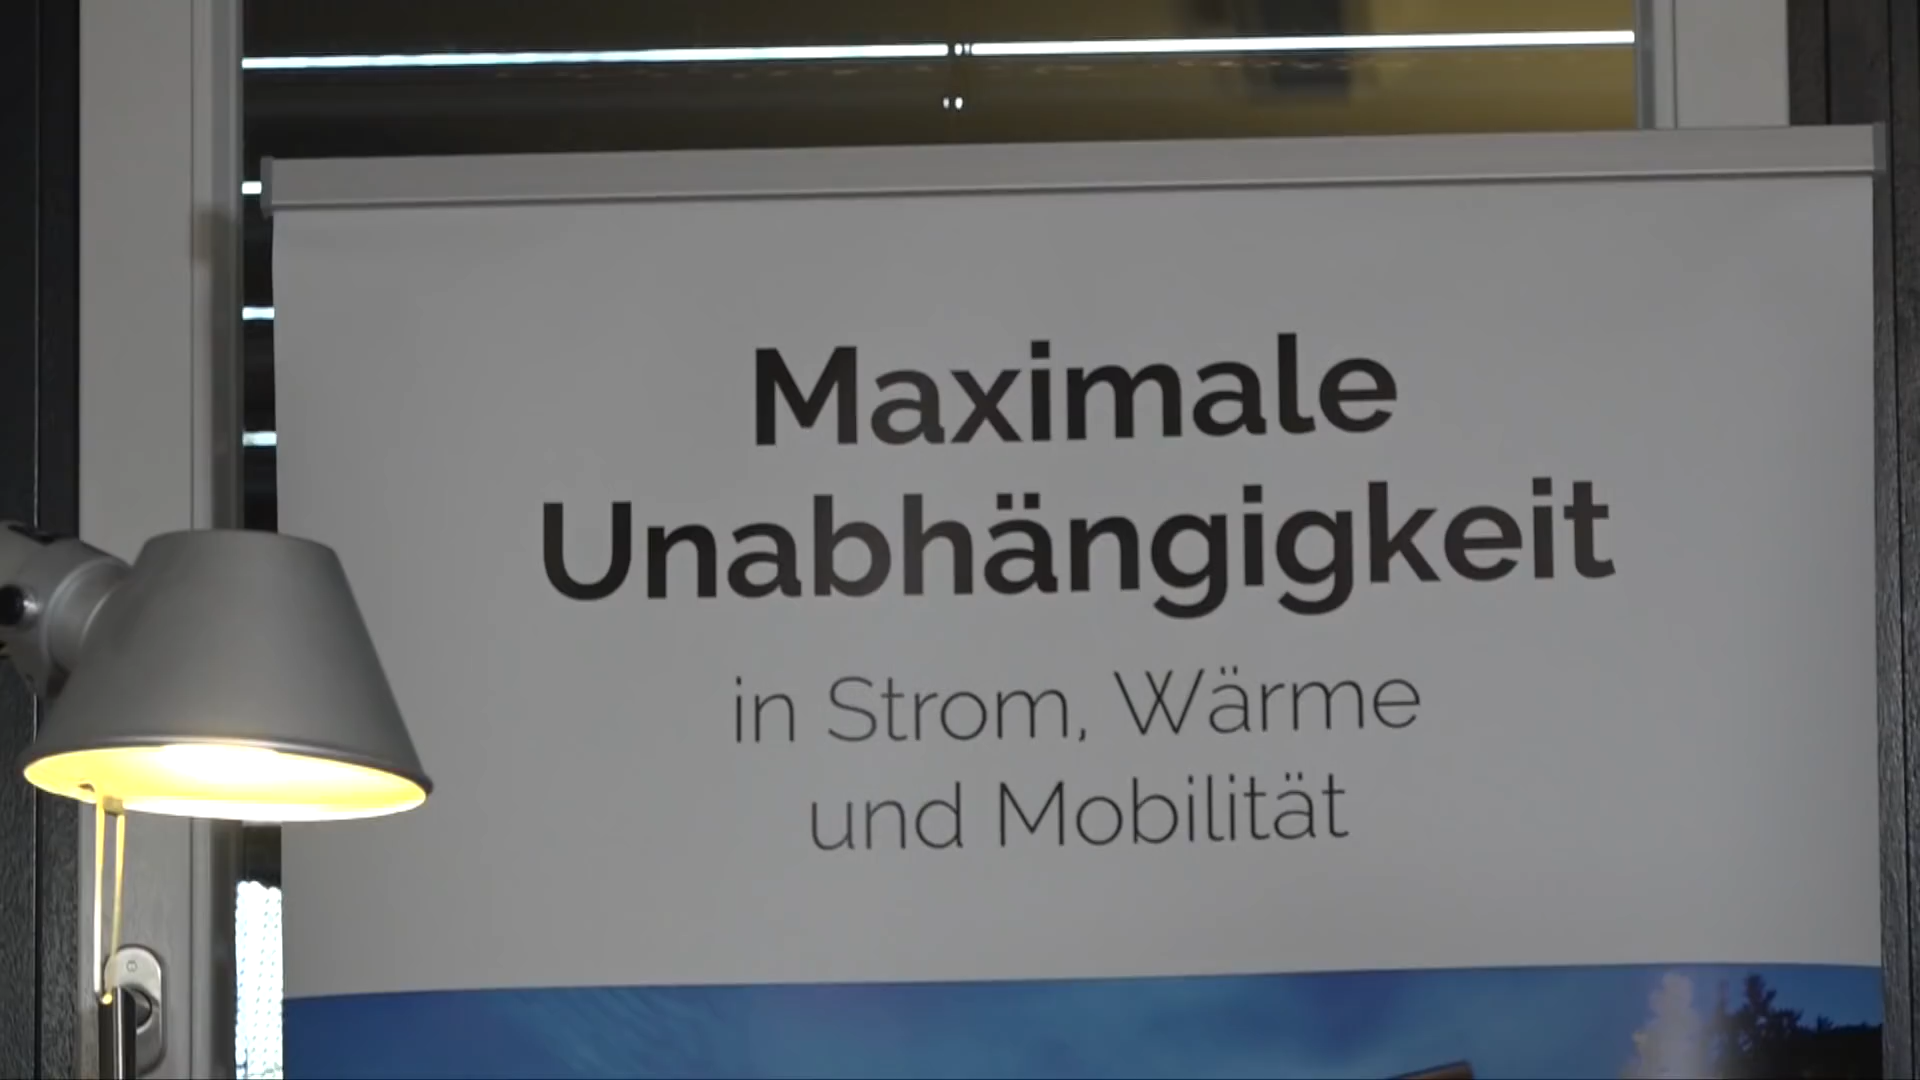 Maximale
Unabhängigkeit
in Strom, Wärme
und Mobilität